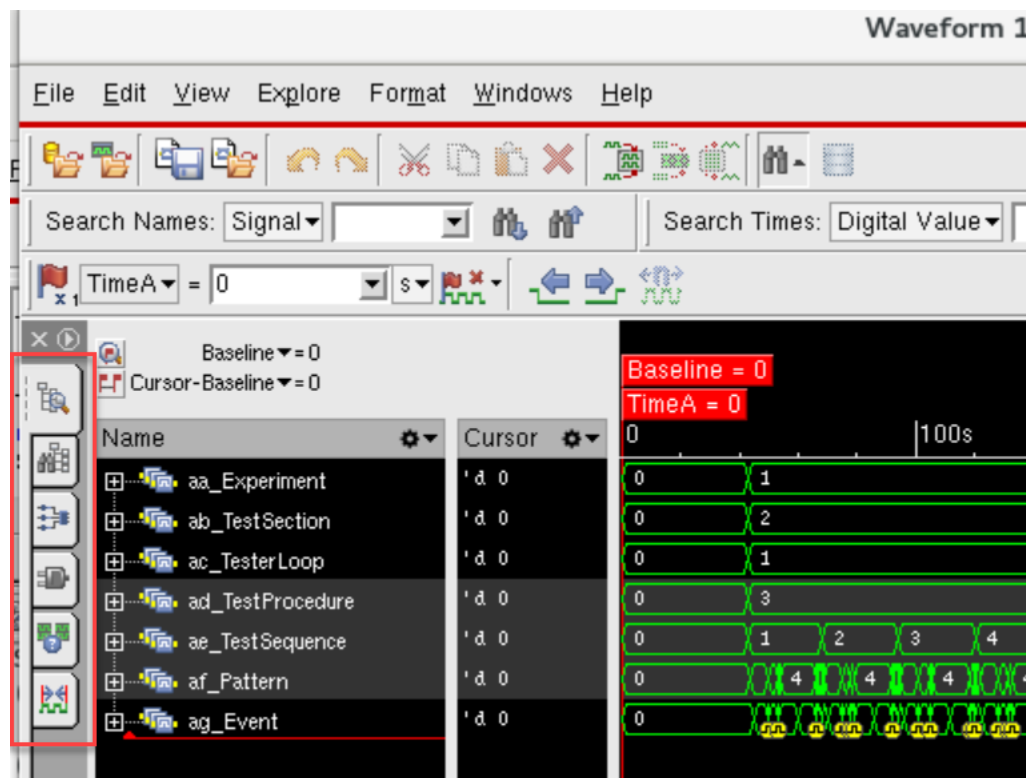 Waveform 1
File Edit View Explore Format Windows Help
Search Names: Signal Search Times: Digital Value
x 1 TimeA = 0 s
Baseline = 0
Cursor-Baseline = 0
Baseline = 0
TimeA = 0
Name Cursor 0 100s
aa_Experiment 'd 0 0 1
ab_TestSection 'd 0 0 2
ac_TesterLoop 'd 0 0 1
ad_TestProcedure 'd 0 0 3
ae_TestSequence 'd 0 0 1 2 3 4
af_Pattern 'd 0 0 4 4 4
ag_Event 'd 0 0